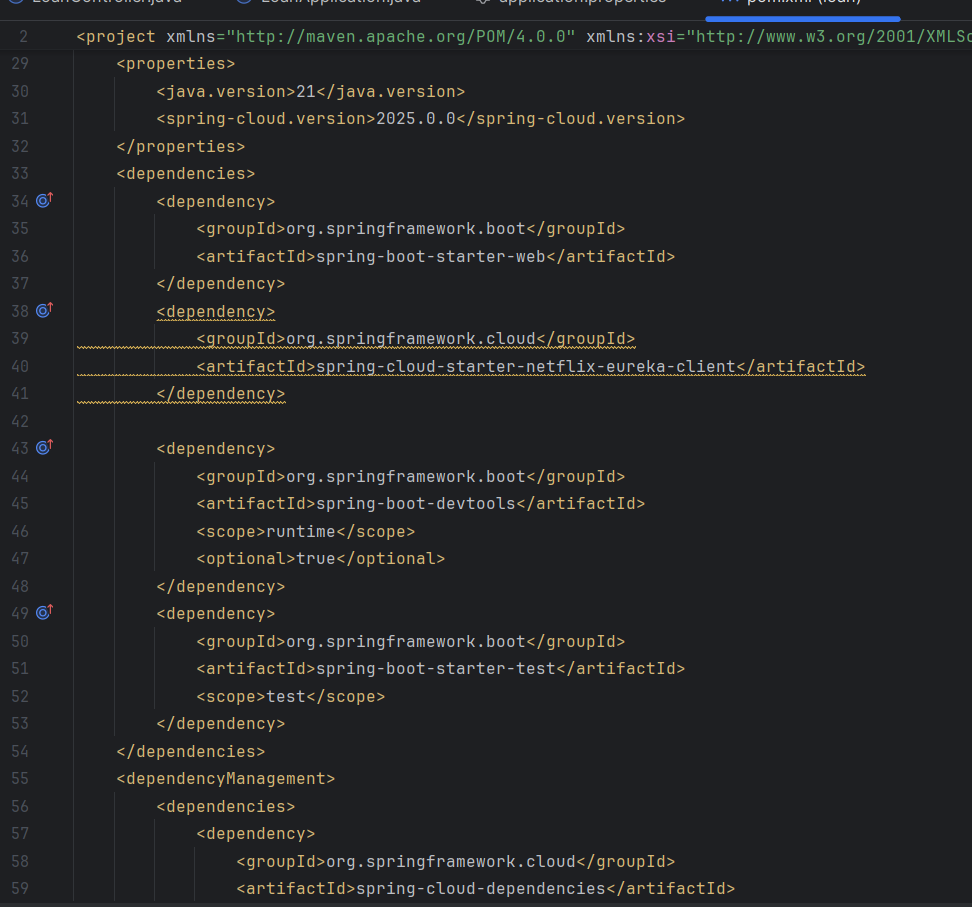 application.properties
2 <project xmlns="http://maven.apache.org/POM/4.0.0" xmlns:xsi="http://www.w3.org/2001/XMLSc
29 <properties>
30 <java.version>21</java.version>
31 <spring-cloud.version>2025.0.0</spring-cloud.version>
32 </properties>
33 <dependencies>
34 <dependency>
35 <groupId>org.springframework.boot</groupId>
36 <artifactId>spring-boot-starter-web</artifactId>
37 </dependency>
38 <dependency>
39 <groupId>org.springframework.cloud</groupId>
40 <artifactId>spring-cloud-starter-netflix-eureka-client</artifactId>
41 </dependency>
42
43 <dependency>
44 <groupId>org.springframework.boot</groupId>
45 <artifactId>spring-boot-devtools</artifactId>
46 <scope>runtime</scope>
47 <optional>true</optional>
48 </dependency>
49 <dependency>
50 <groupId>org.springframework.boot</groupId>
51 <artifactId>spring-boot-starter-test</artifactId>
52 <scope>test</scope>
53 </dependency>
54 </dependencies>
55 <dependencyManagement>
56 <dependencies>
57 <dependency>
58 <groupId>org.springframework.cloud</groupId>
59 <artifactId>spring-cloud-dependencies</artifactId>